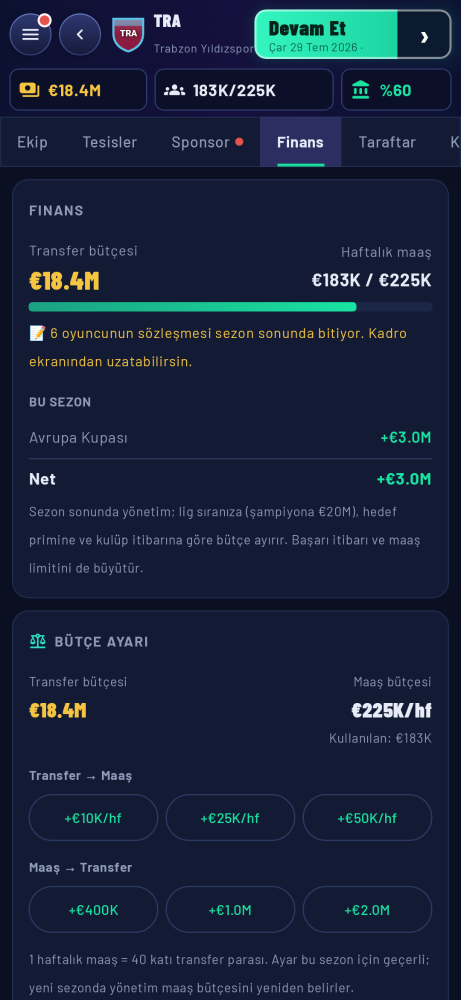 TRA
TRA
Trabzon Yıldızspor
Devam Et
Çar 29 Tem 2026 ·
€18.4M
183K/225K
%60
Ekip
Tesisler
Sponsor
Finans
Taraftar
K
FINANS
Transfer bütçesi
Haftalık maaş
€18.4M
€183K / €225K
📝 6 oyuncunun sözleşmesi sezon sonunda bitiyor. Kadro
ekranından uzatabilirsin.
BU SEZON
Avrupa Kupası
+€3.0M
Net
+€3.0M
Sezon sonunda yönetim; lig sıranıza (şampiyona €20M), hedef
primine ve kulüp itibarına göre bütçe ayırır. Başarı itibarı ve maaş
limitini de büyütür.
BÜTÇE AYARI
Transfer bütçesi
Maaş bütçesi
€18.4M
€225K/hf
Kullanılan: €183K
Transfer → Maaş
+€10K/hf
+€25K/hf
+€50K/hf
Maaş → Transfer
+€400K
+€1.0M
+€2.0M
1 haftalık maaş = 40 katı transfer parası. Ayar bu sezon için geçerli;
yeni sezonda yönetim maaş bütçesini yeniden belirler.